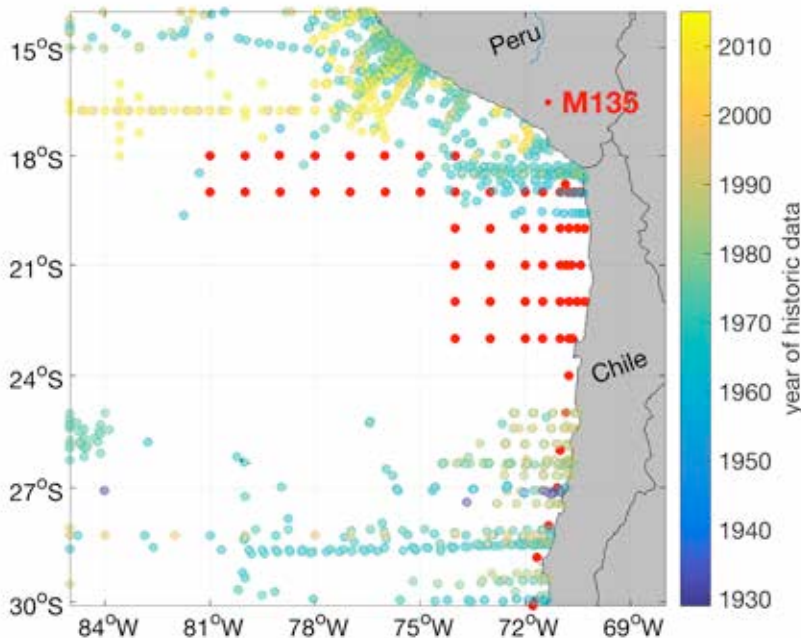 15°S
18°S
21°S
24°S
27°S
30°S
84°W
81°W
78°W
75°W
72°W
69°W
Peru
M135
Chile
2010
2000
1990
1980
1970
1960
1950
1940
1930
year of historic data